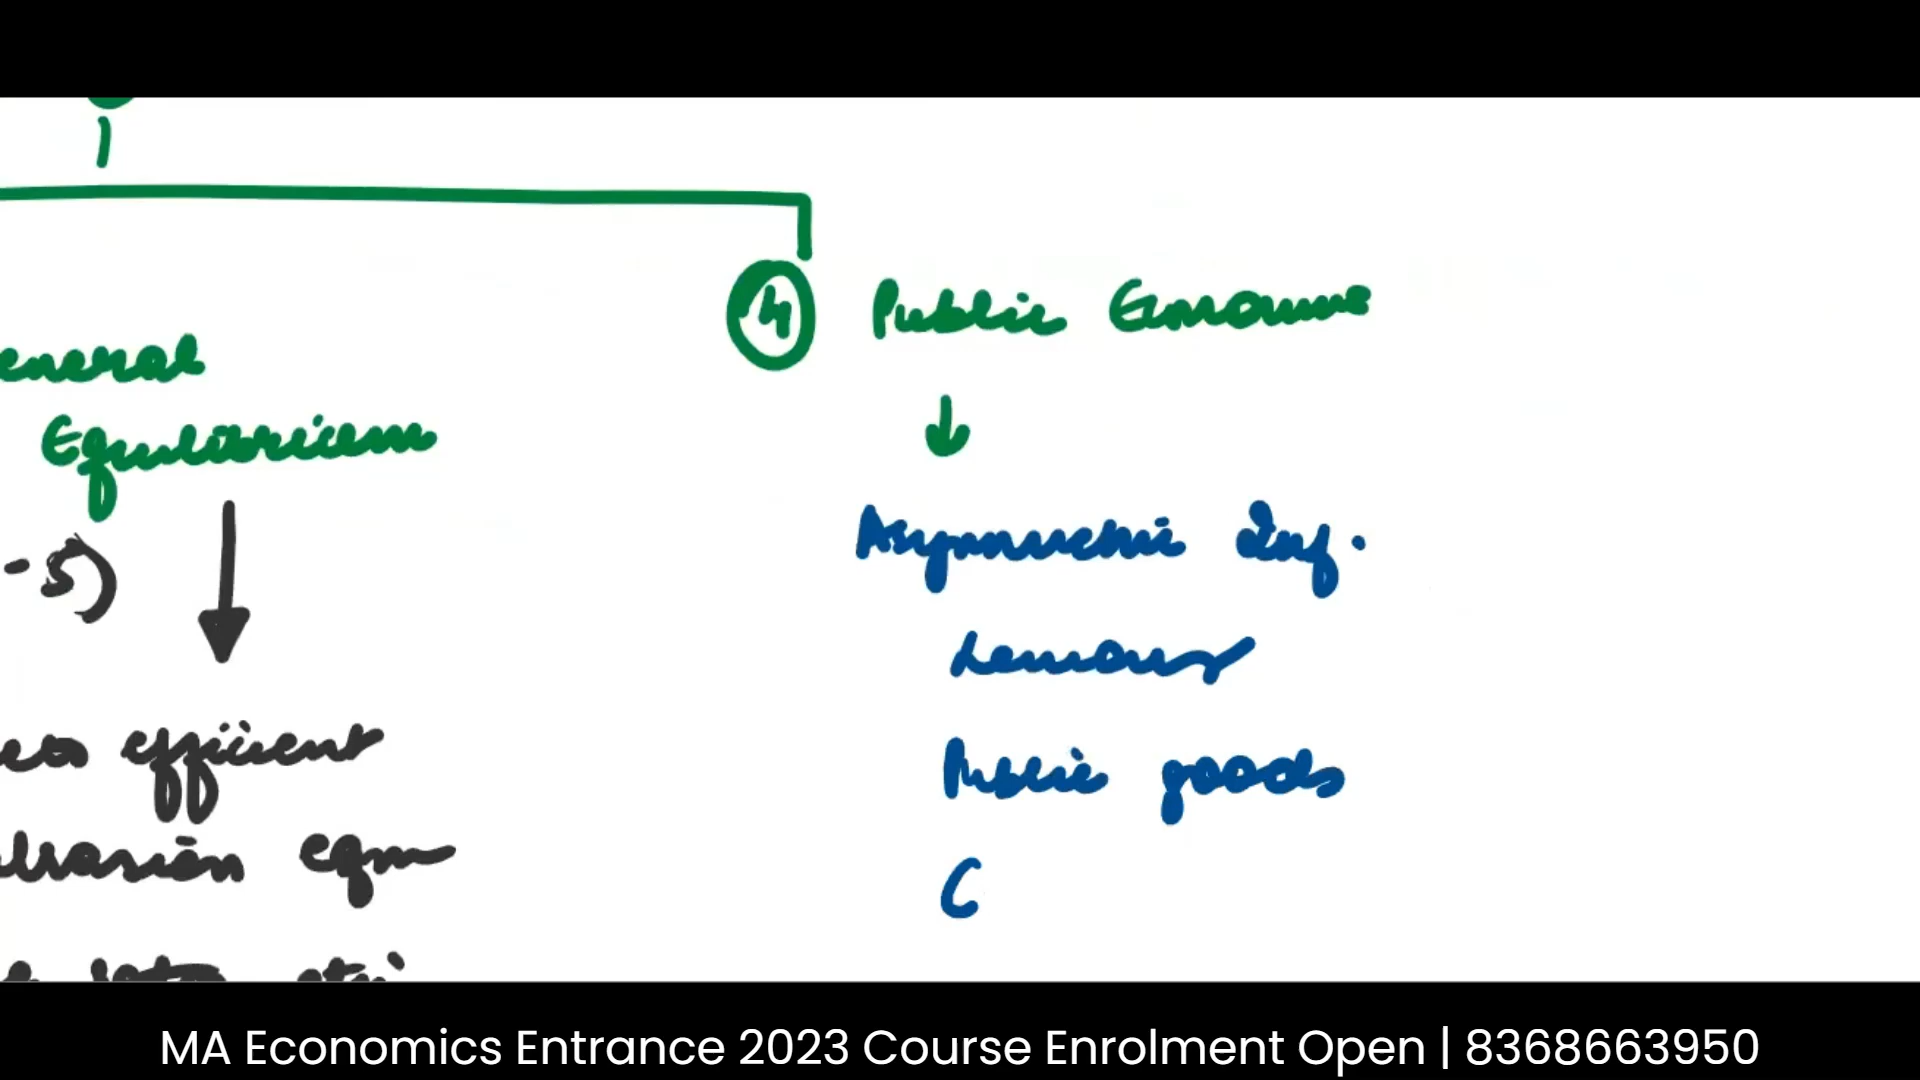 ④ Public Economics
eneral
Equilibrium
↓
Asymmetric Inf.
-5)
Lemons
efficient
Public goods
eqm
C
MA Economics Entrance 2023 Course Enrolment Open | 8368663950